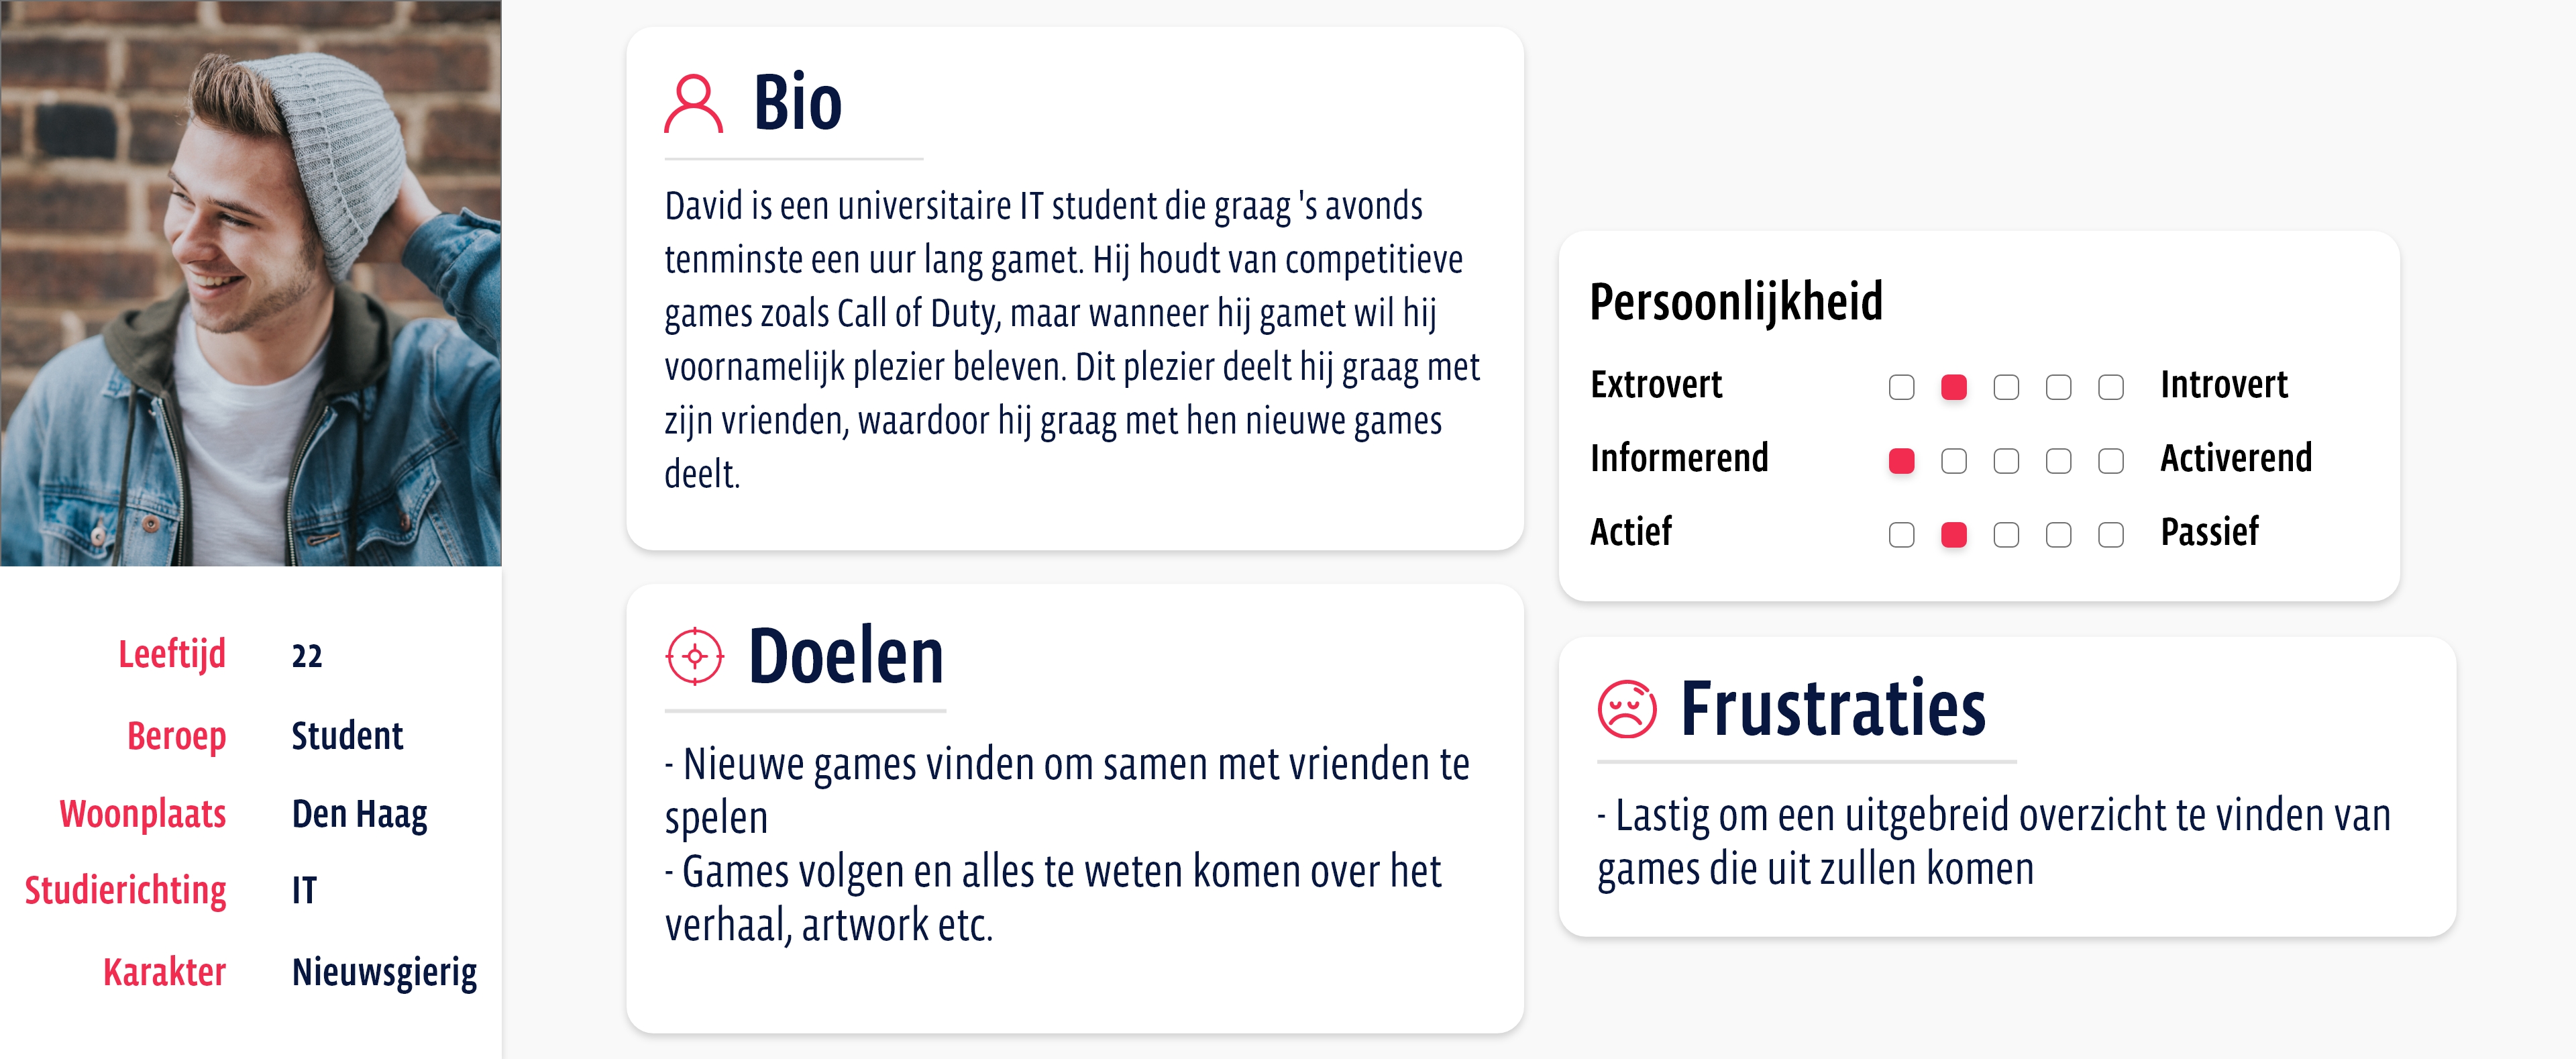 Leeftijd 22
Beroep Student
Woonplaats Den Haag
Studierichting IT
Karakter Nieuwsgierig
Bio
David is een universitaire IT student die graag 's avonds
tenminste een uur lang gamet. Hij houdt van competitieve
games zoals Call of Duty, maar wanneer hij gamet wil hij
voornamelijk plezier beleven. Dit plezier deelt hij graag met
zijn vrienden, waardoor hij graag met hen nieuwe games
deelt.
Doelen
- Nieuwe games vinden om samen met vrienden te
spelen
- Games volgen en alles te weten komen over het
verhaal, artwork etc.
Persoonlijkheid
Extrovert Introvert
Informerend Activerend
Actief Passief
Frustraties
- Lastig om een uitgebreid overzicht te vinden van
games die uit zullen komen